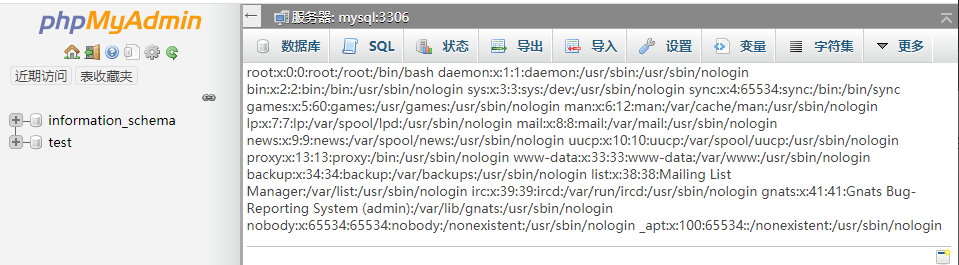 phpMyAdmin
近期访问 表收藏夹
information_schema
test
服务器: mysql:3306
数据库 SQL 状态 导出 导入 设置 变量 字符集 更多
root:x:0:0:root:/root:/bin/bash daemon:x:1:1:daemon:/usr/sbin:/usr/sbin/nologin
bin:x:2:2:bin:/bin:/usr/sbin/nologin sys:x:3:3:sys:/dev:/usr/sbin/nologin sync:x:4:65534:sync:/bin:/bin/sync
games:x:5:60:games:/usr/games:/usr/sbin/nologin man:x:6:12:man:/var/cache/man:/usr/sbin/nologin
lp:x:7:7:lp:/var/spool/lpd:/usr/sbin/nologin mail:x:8:8:mail:/var/mail:/usr/sbin/nologin
news:x:9:9:news:/var/spool/news:/usr/sbin/nologin uucp:x:10:10:uucp:/var/spool/uucp:/usr/sbin/nologin
proxy:x:13:13:proxy:/bin:/usr/sbin/nologin www-data:x:33:33:www-data:/var/www:/usr/sbin/nologin
backup:x:34:34:backup:/var/backups:/usr/sbin/nologin list:x:38:38:Mailing List
Manager:/var/list:/usr/sbin/nologin irc:x:39:39:ircd:/var/run/ircd:/usr/sbin/nologin gnats:x:41:41:Gnats Bug-
Reporting System (admin):/var/lib/gnats:/usr/sbin/nologin
nobody:x:65534:65534:nobody:/nonexistent:/usr/sbin/nologin _apt:x:100:65534::/nonexistent:/usr/sbin/nologin